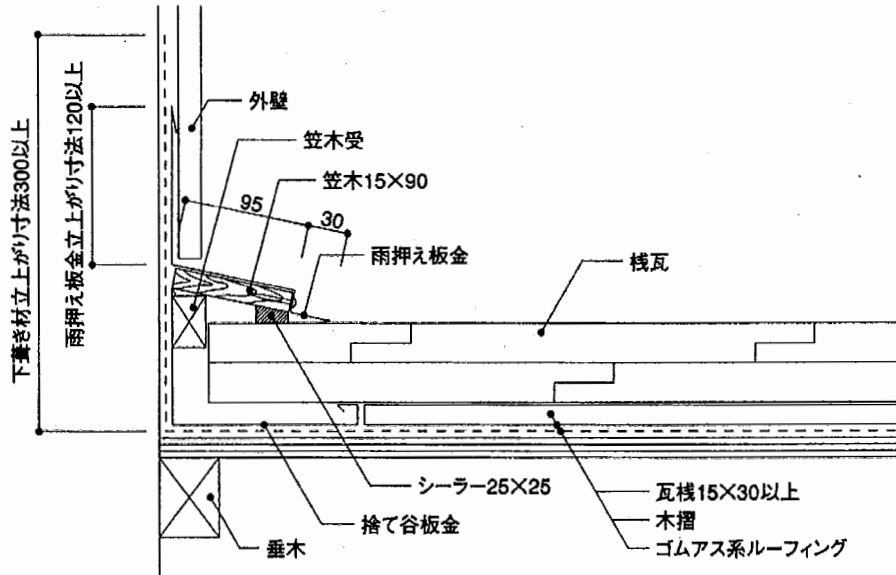 下葺き材立上がり寸法300以上
雨押え板金立上がり寸法120以上
外壁
笠木受
笠木15×90
95
30
雨押え板金
桟瓦
シーラー25×25
捨て谷板金
垂木
瓦桟15×30以上
木摺
ゴムアス系ルーフィング